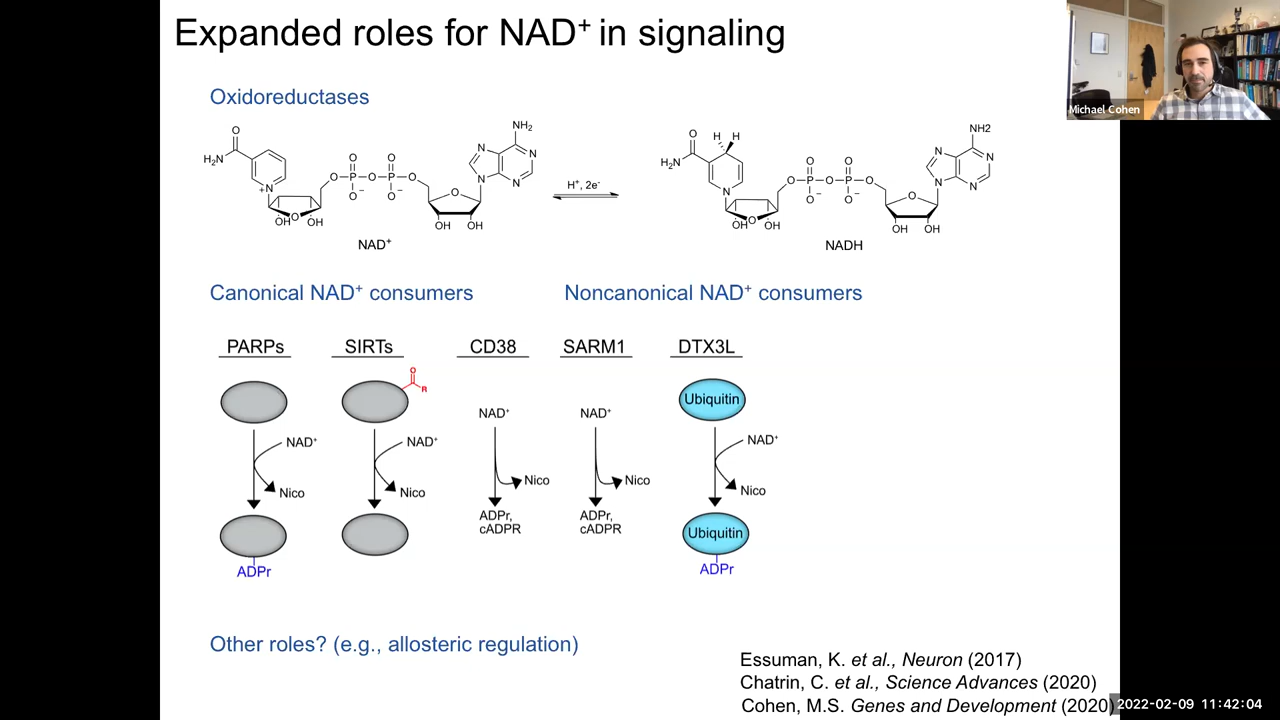 Expanded roles for NAD⁺ in signaling
Michael Cohen
Oxidoreductases
O
H₂N
N
+
O
O
P
O⁻
O
O
P
O⁻
O
O
OH
OH
O
OH
OH
N
N
N
N
NH₂
NAD⁺
H⁺, 2e⁻
O
H₂N
H
H
N
O
O
P
O⁻
O
O
P
O⁻
O
O
OH
OH
O
OH
OH
N
N
N
N
NH2
NADH
Canonical NAD⁺ consumers
Noncanonical NAD⁺ consumers
PARPs
NAD⁺
Nico
ADPr
SIRTs
O
R
NAD⁺
Nico
CD38
NAD⁺
Nico
ADPr,
cADPR
SARM1
NAD⁺
Nico
ADPr,
cADPR
DTX3L
Ubiquitin
NAD⁺
Nico
Ubiquitin
ADPr
Other roles? (e.g., allosteric regulation)
Essuman, K. et al., Neuron (2017)
Chatrin, C. et al., Science Advances (2020)
Cohen, M.S. Genes and Development (2020)
2022-02-09 11:42:04